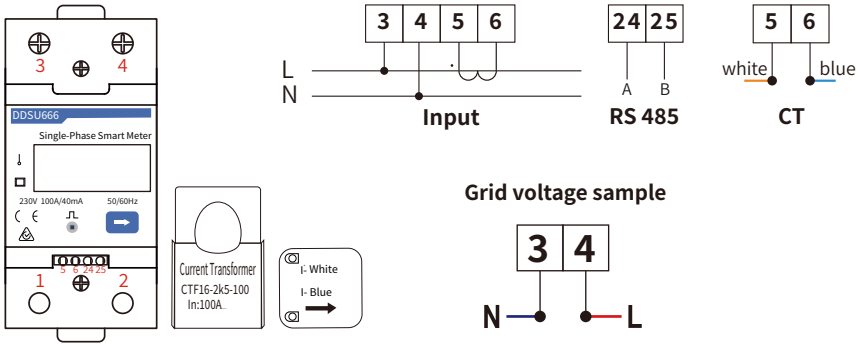 3 4
DDSU666
Single-Phase Smart Meter
230V 100A/40mA 50/60Hz
C E
5 6 24 25
1 2
Current Transformer
CTF16-2k5-100
In:100A
I- White
I- Blue
3 4 5 6
L
N
Input
24 25
A B
RS 485
5 6
white blue
CT
Grid voltage sample
3 4
N L